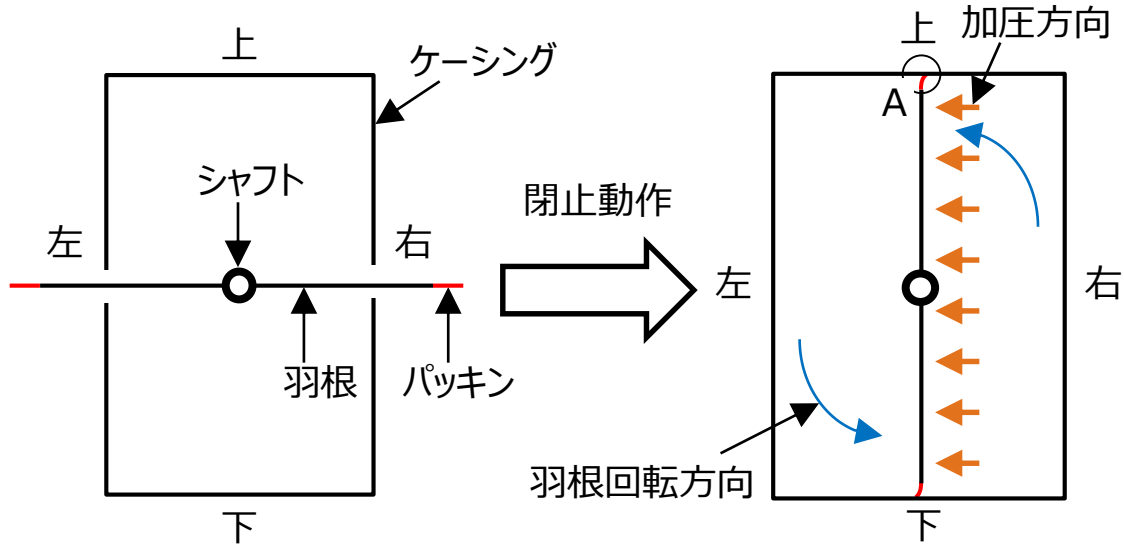 上
ケーシング
シャフト
左
右
羽根
パッキン
下
閉止動作
上
加圧方向
A
左
右
羽根回転方向
下